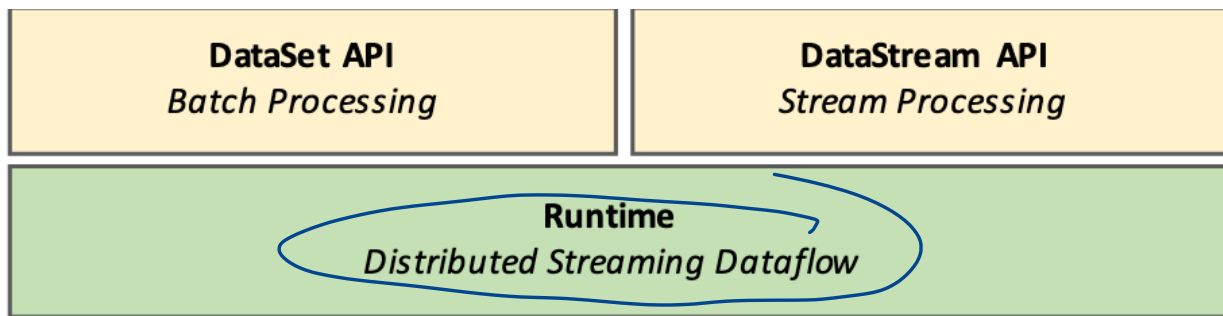 DataSet API
Batch Processing
DataStream API
Stream Processing
Runtime
Distributed Streaming Dataflow